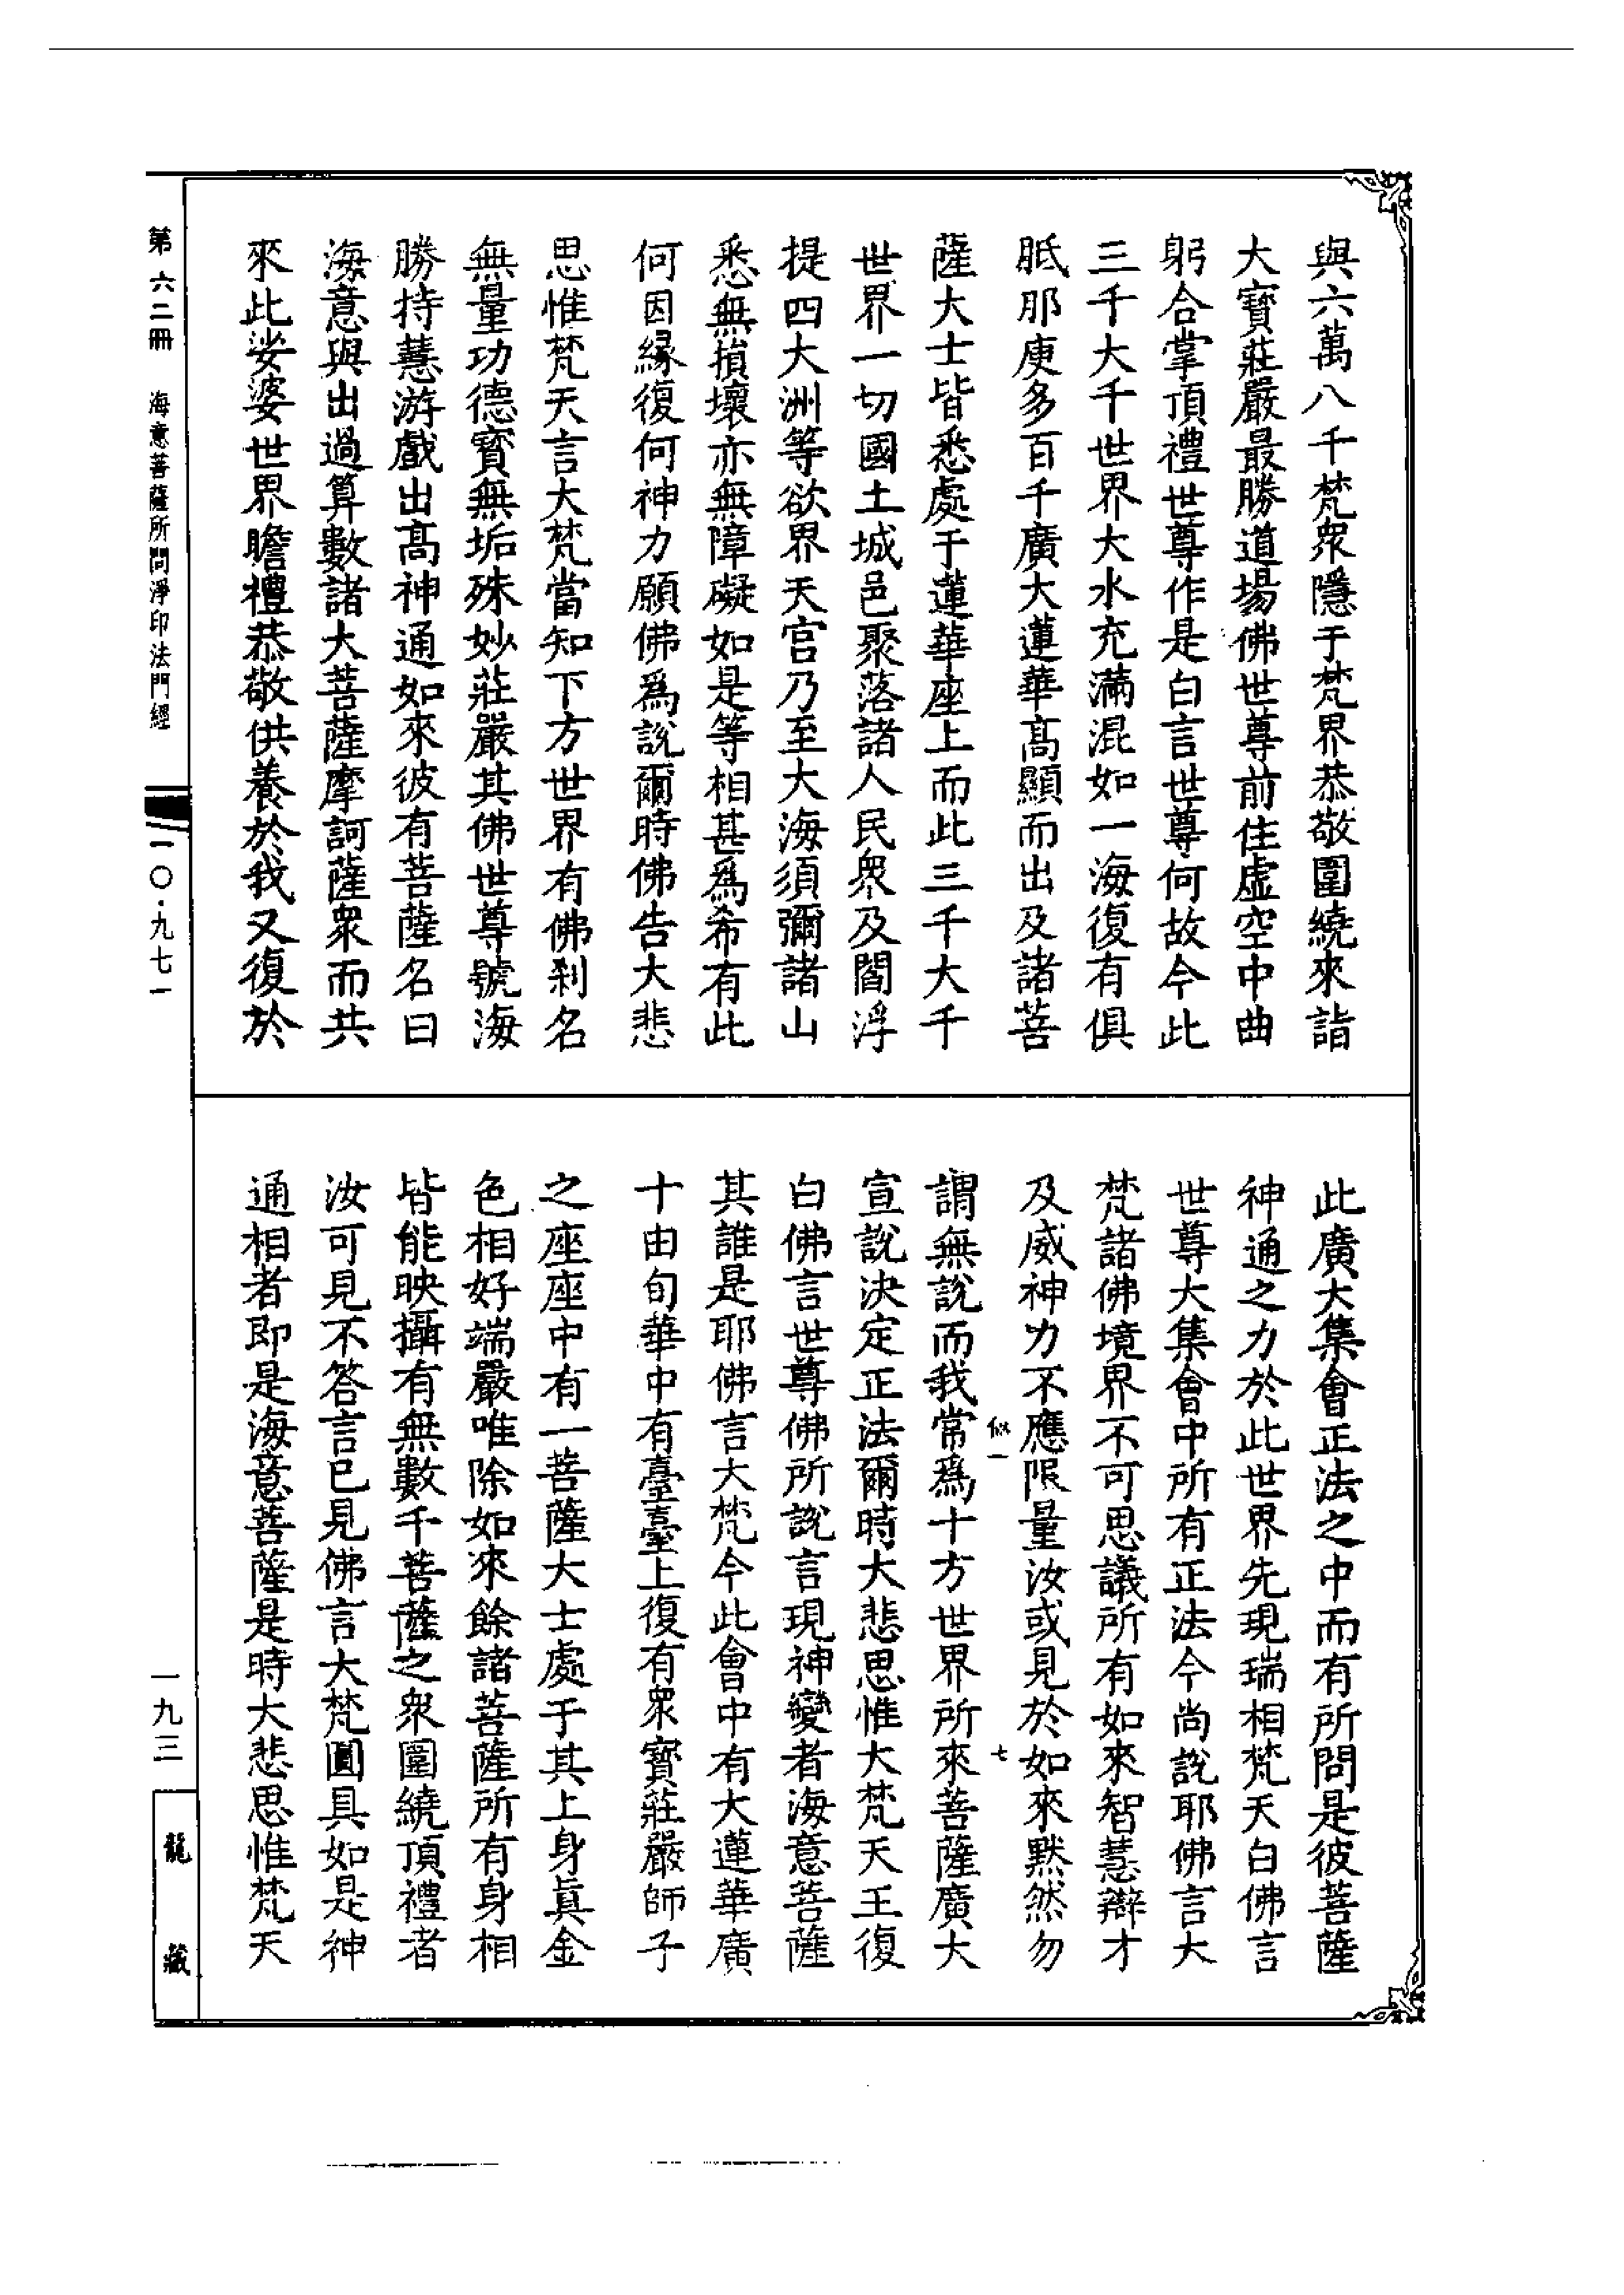 與六萬八千梵衆隱于梵界恭敬圍繞來詣
大寶莊嚴最勝道場佛世尊前住虛空中曲
躬合掌頂禮世尊作是白言世尊何故今此
三千大千世界大水充滿混如一海復有俱
胝那庾多百千廣大蓮華髙顯而出及諸菩
薩大士皆悉處于蓮華座上而此三千大千
世界一切國土城邑聚落諸人民衆及閻浮
提四大洲等欲界天宫乃至大海須彌諸山
悉無損壞亦無障礙如是等相甚爲希有此
何因緣復何神力願佛爲說爾時佛告大悲
思惟梵天言大梵當知下方世界有佛刹名
無量功德寶無垢殊妙莊嚴其佛世尊號海
勝持慧游戲出髙神通如來彼有菩薩名曰
海意與出過算數諸大菩薩摩訶薩衆而共
來此娑婆世界瞻禮恭敬供養於我又復於
此廣大集會正法之中而有所問是彼菩薩
神通之力於此世界先現瑞相梵天白佛言
世尊大集會中所有正法今尚說耶佛言大
梵諸佛境界不可思議所有如來智慧辯才
及威神力不應限量汝或見於如來默然勿
一
七
謂無說而我常爲十方世界所來菩薩廣大
宣說決定正法爾時大悲思惟大梵天王復
白佛言世尊佛所說言現神變者海意菩薩
其誰是耶佛言大梵今此會中有大蓮華廣
十由旬華中有臺臺上復有衆寶莊嚴師子
之座座中有一菩薩大士處于其上身眞金
色相好端嚴唯除如來餘諸菩薩所有身相
皆能映攝有無數千菩薩之衆圍繞頂禮者
汝可見不答言已見佛言大梵圓具如是神
通相者即是海意菩薩是時大悲思惟梵天
第六二冊 海意菩薩所問淨印法門經
一〇·九七一
一九三
龍藏